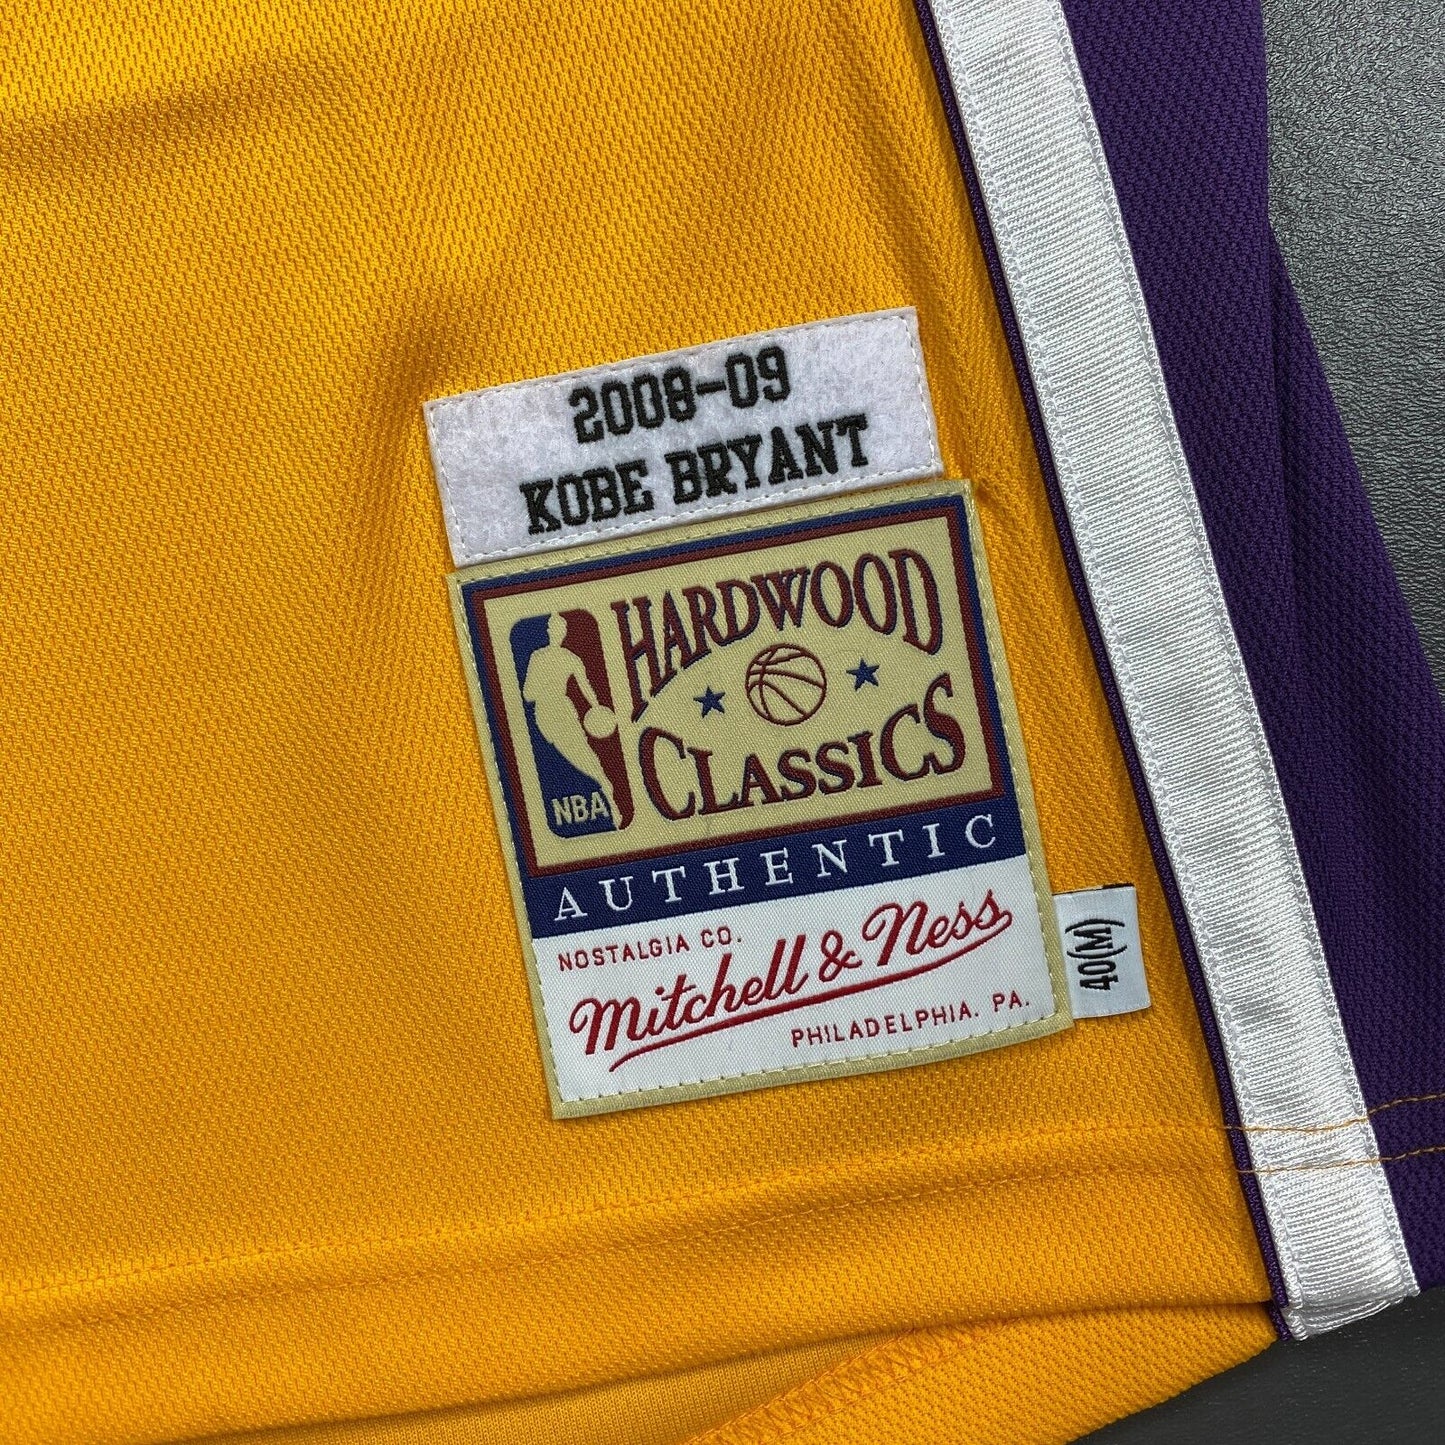 2008-09
KOBE BRYANT
HARDWOOD
CLASSICS
NBA
AUTHENTIC
NOSTALGIA CO.
Mitchell & Ness
PHILADELPHIA. PA.
40(M)